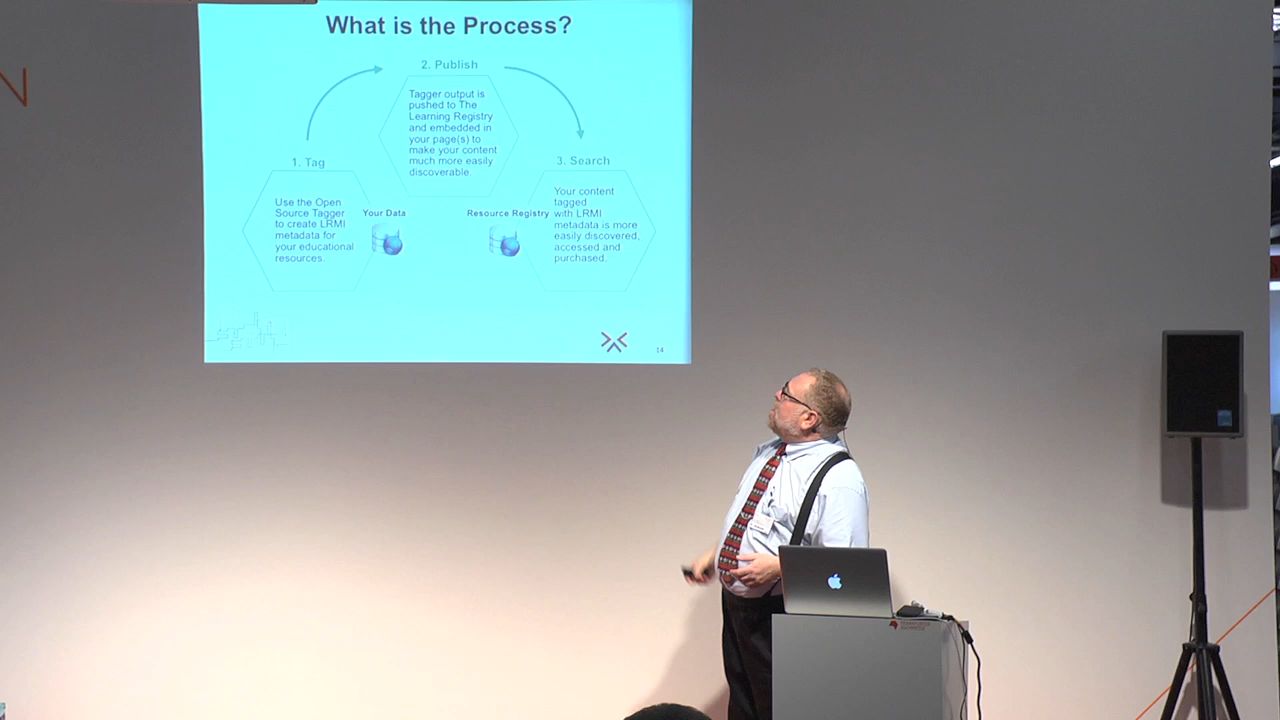 N
What is the Process?
2. Publish
Tagger output is
pushed to The
Learning Registry
and embedded in
your page(s) to
make your content
much more easily
discoverable.
1. Tag
Use the Open
Source Tagger
to create LRMI
metadata for
your educational
resources.
Your Data
Resource Registry
3. Search
Your content
tagged
with LRMI
metadata is more
easily discovered,
accessed and
purchased.
14